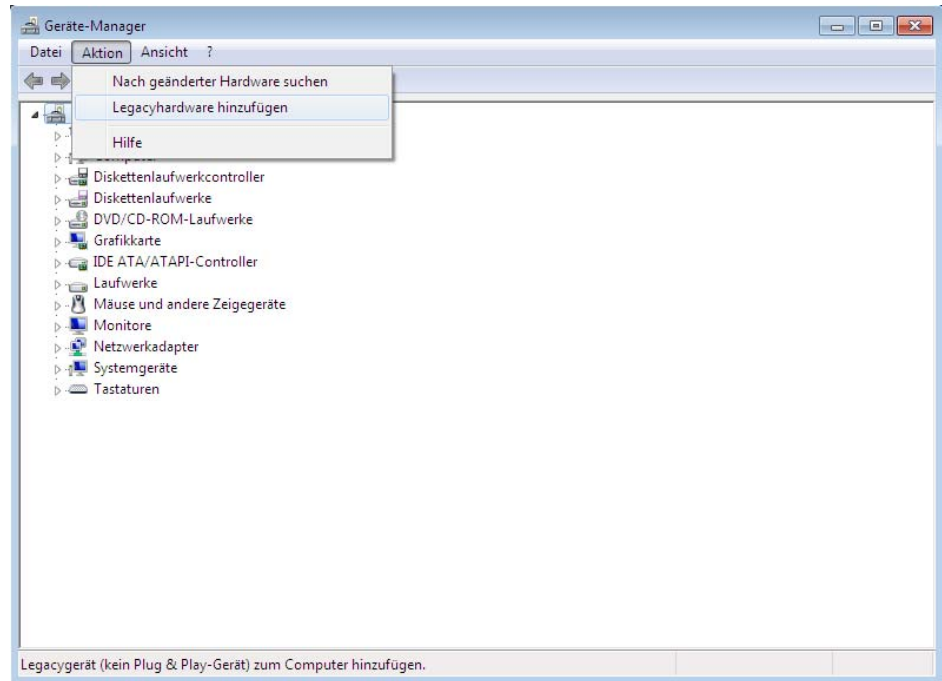 Geräte-Manager
Datei Aktion Ansicht ?
Nach geänderter Hardware suchen
Legacyhardware hinzufügen
Hilfe
Diskettenlaufwerkcontroller
Diskettenlaufwerke
DVD/CD-ROM-Laufwerke
Grafikkarte
IDE ATA/ATAPI-Controller
Laufwerke
Mäuse und andere Zeigegeräte
Monitore
Netzwerkadapter
Systemgeräte
Tastaturen
Legacygerät (kein Plug & Play-Gerät) zum Computer hinzufügen.